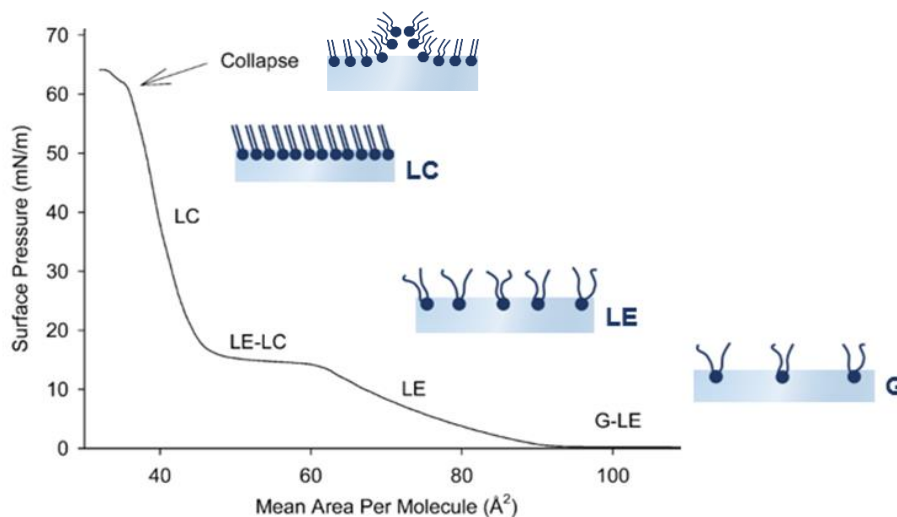 70
60
50
40
30
20
10
0
Surface Pressure (mN/m)
Collapse
LC
LC
LE-LC
LE
LE
G-LE
G
40
60
80
100
Mean Area Per Molecule (Å²)